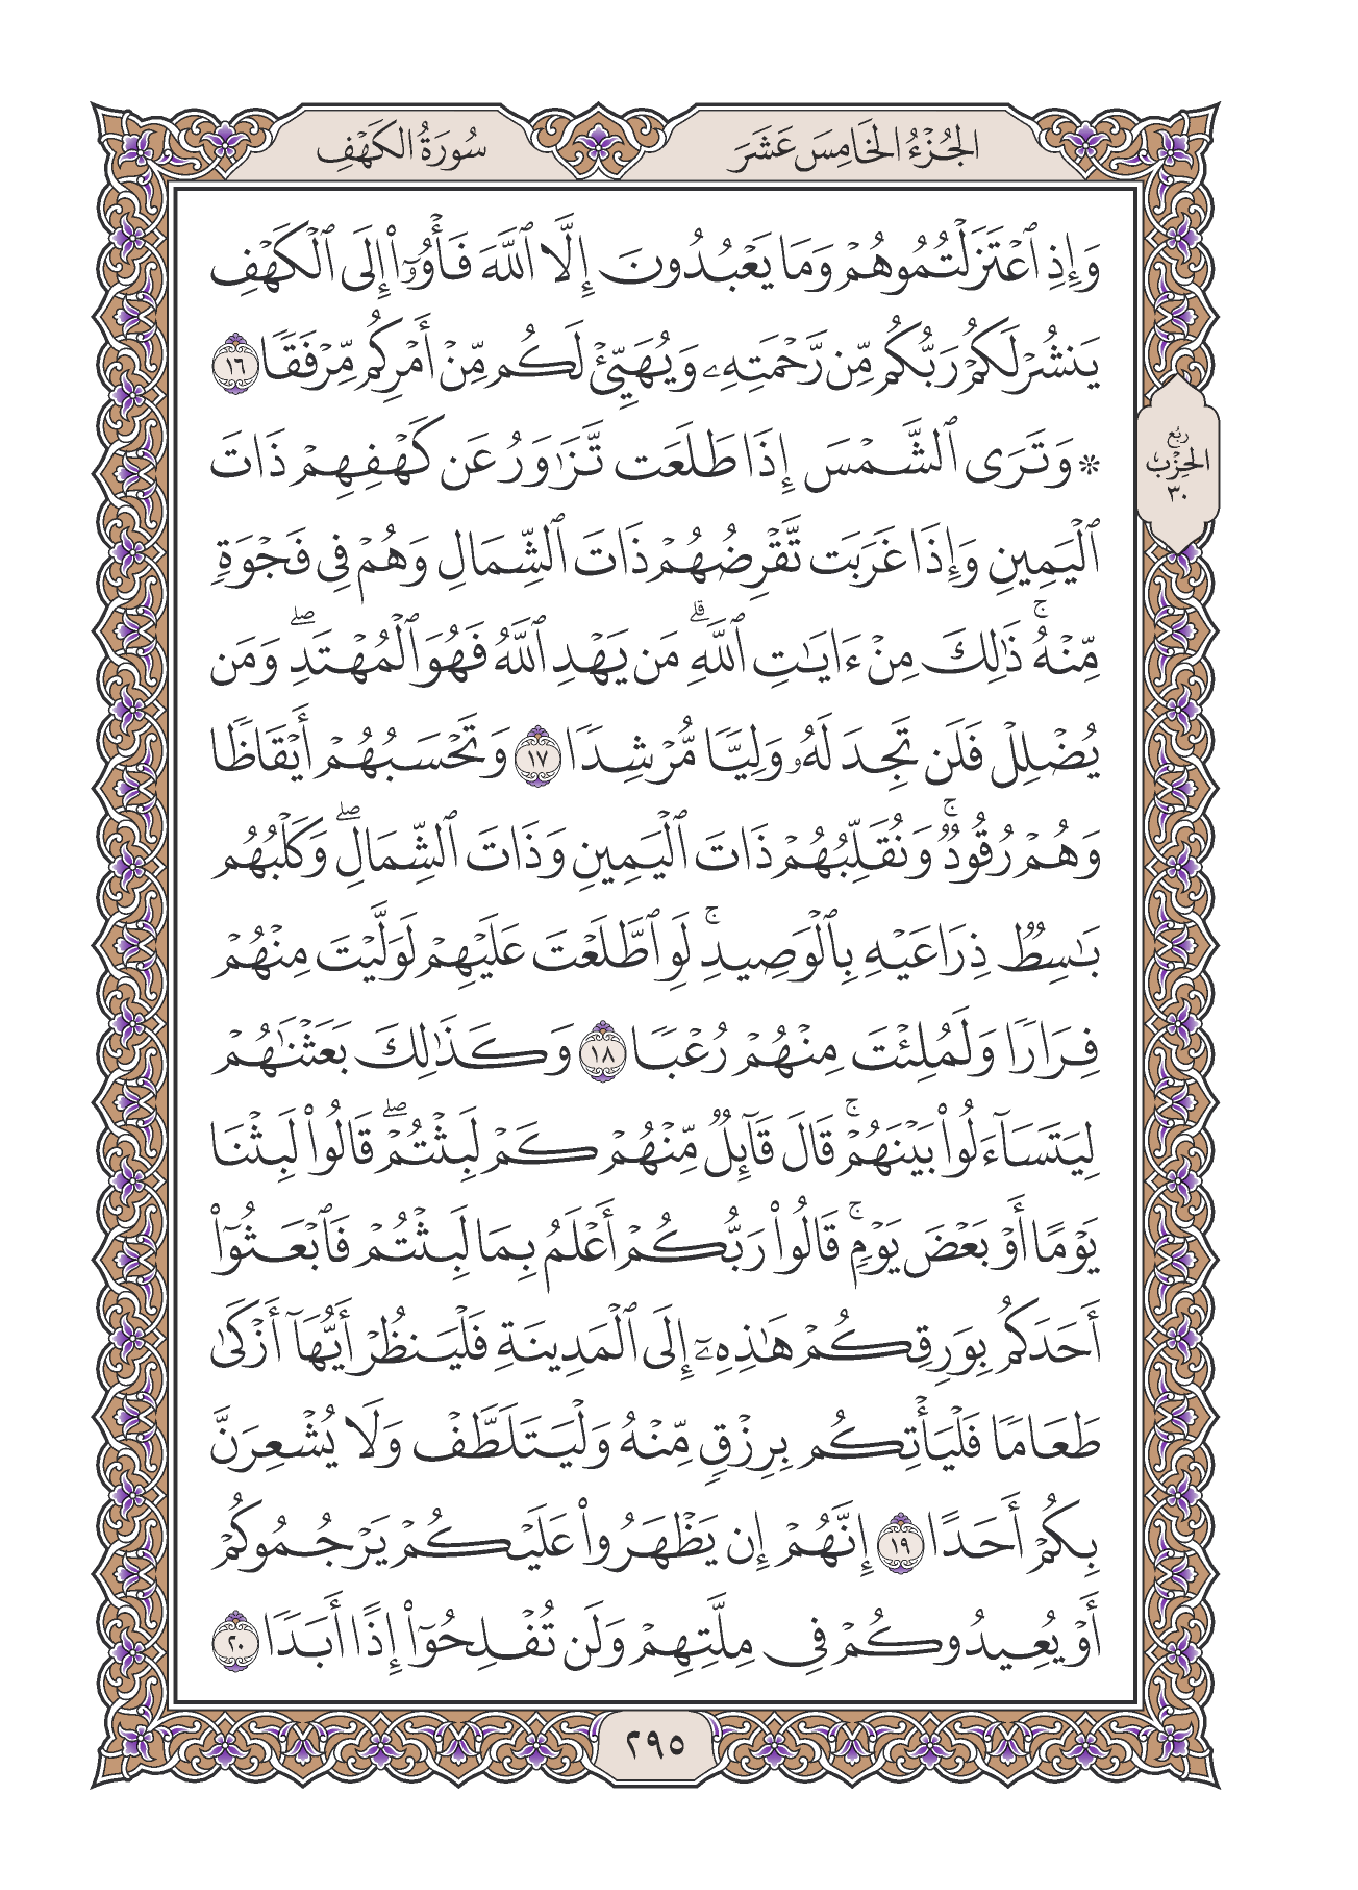 الجُزْءُ الخَامِسَ عَشَرَ
سُورَةُ الكَهْفِ
وَإِذِ ٱعْتَزَلْتُمُوهُمْ وَمَا يَعْبُدُونَ إِلَّا ٱللَّهَ فَأْوُۥٓاْ إِلَى ٱلْكَهْفِ
يَنشُرْ لَكُمْ رَبُّكُم مِّن رَّحْمَتِهِۦ وَيُهَيِّئْ لَكُم مِّنْ أَمْرِكُم مِّرْفَقًا ١٦
۞ وَتَرَى ٱلشَّمْسَ إِذَا طَلَعَت تَّزَٰوَرُ عَن كَهْفِهِمْ ذَاتَ
ٱلْيَمِينِ وَإِذَا غَرَبَت تَّقْرِضُهُمْ ذَاتَ ٱلشِّمَالِ وَهُمْ فِى فَجْوَةٍ
مِّنْهُ ۚ ذَٰلِكَ مِنْ ءَايَٰتِ ٱللَّهِ ۗ مَن يَهْدِ ٱللَّهُ فَهُوَ ٱلْمُهْتَدِ ۖ وَمَن
يُضْلِلْ فَلَن تَجِدَ لَهُۥ وَلِيًّا مُّرْشِدًا ١٧ وَتَحْسَبُهُمْ أَيْقَاظًا
وَهُمْ رُقُودٌ ۚ وَنُقَلِّبُهُمْ ذَاتَ ٱلْيَمِينِ وَذَاتَ ٱلشِّمَالِ ۖ وَكَلْبُهُم
بَٰسِطٌ ذِرَاعَيْهِ بِٱلْوَصِيدِ ۚ لَوِ ٱطَّلَعْتَ عَلَيْهِمْ لَوَلَّيْتَ مِنْهُمْ
فِرَارًا وَلَمُلِئْتَ مِنْهُمْ رُعْبًا ١٨ وَكَذَٰلِكَ بَعَثْنَٰهُمْ
لِيَتَسَآءَلُواْ بَيْنَهُمْ ۚ قَالَ قَآئِلٌ مِّنْهُمْ كَمْ لَبِثْتُمْ ۖ قَالُواْ لَبِثْنَا
يَوْمًا أَوْ بَعْضَ يَوْمٍ ۚ قَالُواْ رَبُّكُمْ أَعْلَمُ بِمَا لَبِثْتُمْ فَٱبْعَثُوٓاْ
أَحَدَكُم بِوَرِقِكُمْ هَٰذِهِۦٓ إِلَى ٱلْمَدِينَةِ فَلْيَنظُرْ أَيُّهَآ أَزْكَىٰ
طَعَامًا فَلْيَأْتِكُم بِرِزْقٍ مِّنْهُ وَلْيَتَلَطَّفْ وَلَا يُشْعِرَنَّ
بِكُمْ أَحَدًا ١٩ إِنَّهُمْ إِن يَظْهَرُواْ عَلَيْكُمْ يَرْجُمُوكُمْ
أَوْ يُعِيدُوكُمْ فِى مِلَّتِهِمْ وَلَن تُفْلِحُوٓاْ إِذًا أَبَدًا ٢٠
رُبُع
الحِزْب
٣٠
٢٩٥